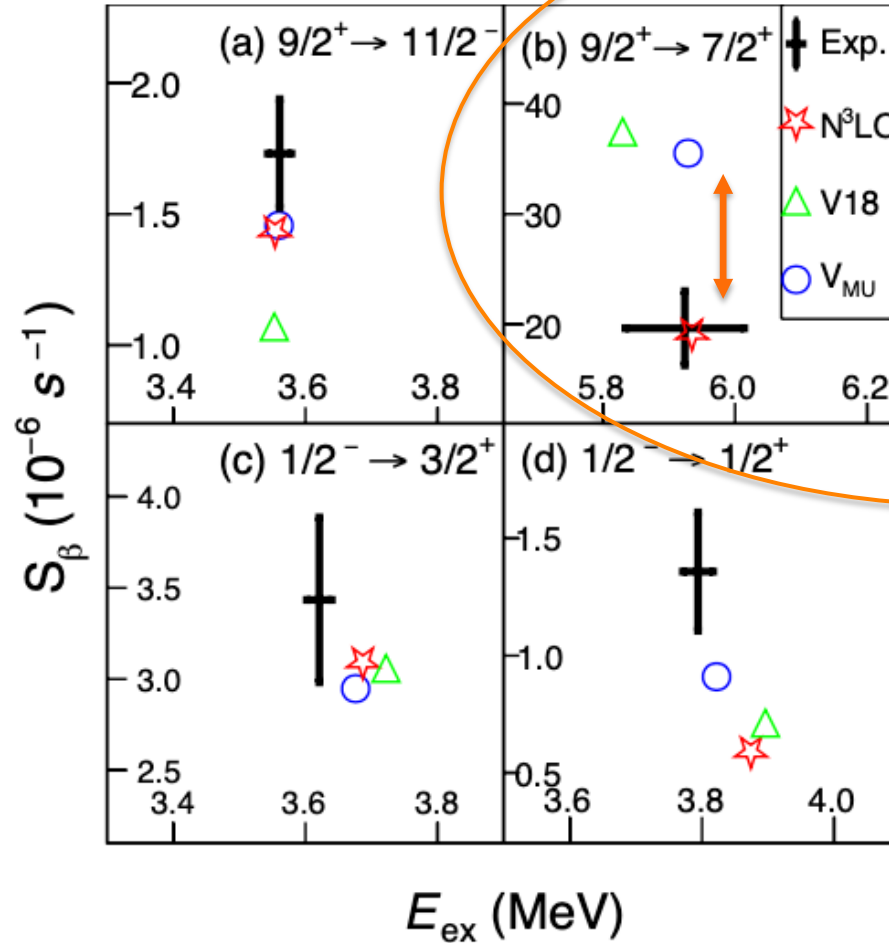 (a) 9/2⁺→ 11/2⁻
(b) 9/2⁺→ 7/2⁺
Exp.
N³LO
V18
V_MU
2.0
1.5
1.0
3.4 3.6 3.8
40
30
20
5.8 6.0 6.2
(c) 1/2⁻ → 3/2⁺
(d) 1/2⁻ → 1/2⁺
4.0
3.5
3.0
2.5
3.4 3.6 3.8
1.5
1.0
0.5
3.6 3.8 4.0
S_β (10⁻⁶ s⁻¹)
E_ex (MeV)